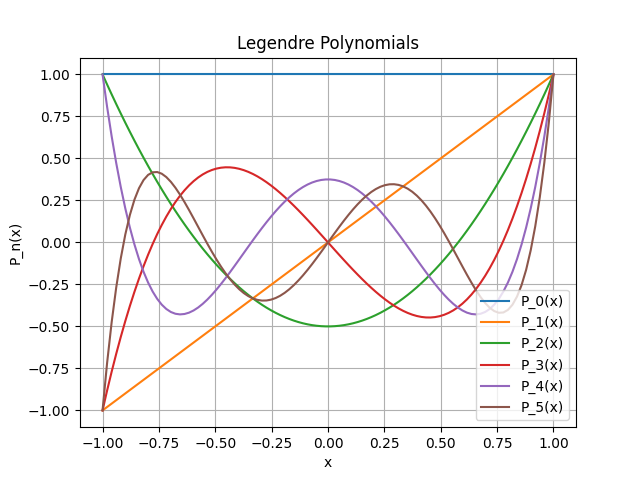 Legendre Polynomials
1.00
0.75
0.50
0.25
0.00
−0.25
−0.50
−0.75
−1.00
P_n(x)
P_0(x)
P_1(x)
P_2(x)
P_3(x)
P_4(x)
P_5(x)
−1.00 −0.75 −0.50 −0.25 0.00 0.25 0.50 0.75 1.00
x